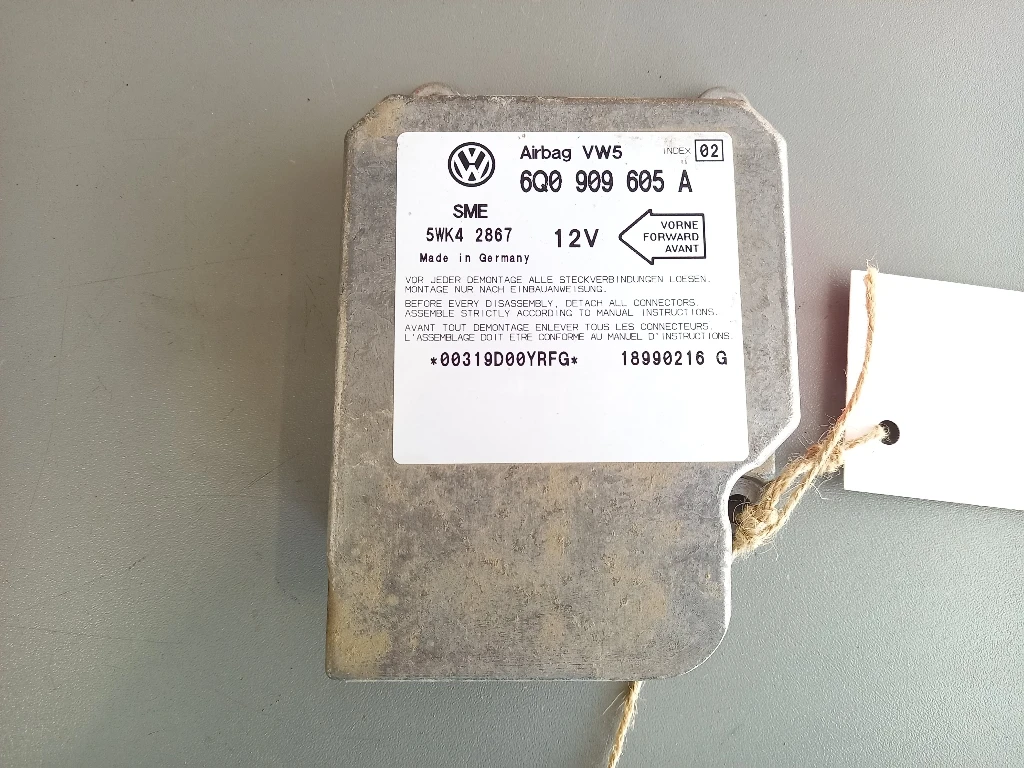 Airbag VW5 INDEX 02
6Q0 909 605 A
SME
5WK4 2867
Made in Germany
12V
VORNE
FORWARD
AVANT
VOR JEDER DEMONTAGE ALLE STECKVERBINDUNGEN LOESEN.
MONTAGE NUR NACH EINBAUANWEISUNG.
BEFORE EVERY DISASSEMBLY, DETACH ALL CONNECTORS.
ASSEMBLE STRICTLY ACCORDING TO MANUAL INSTRUCTIONS.
AVANT TOUT DEMONTAGE ENLEVER TOUS LES CONNECTEURS.
L'ASSEMBLAGE DOIT ETRE CONFORME AU MANUEL D'INSTRUCTIONS.
*00319D00YRFG* 18990216 G